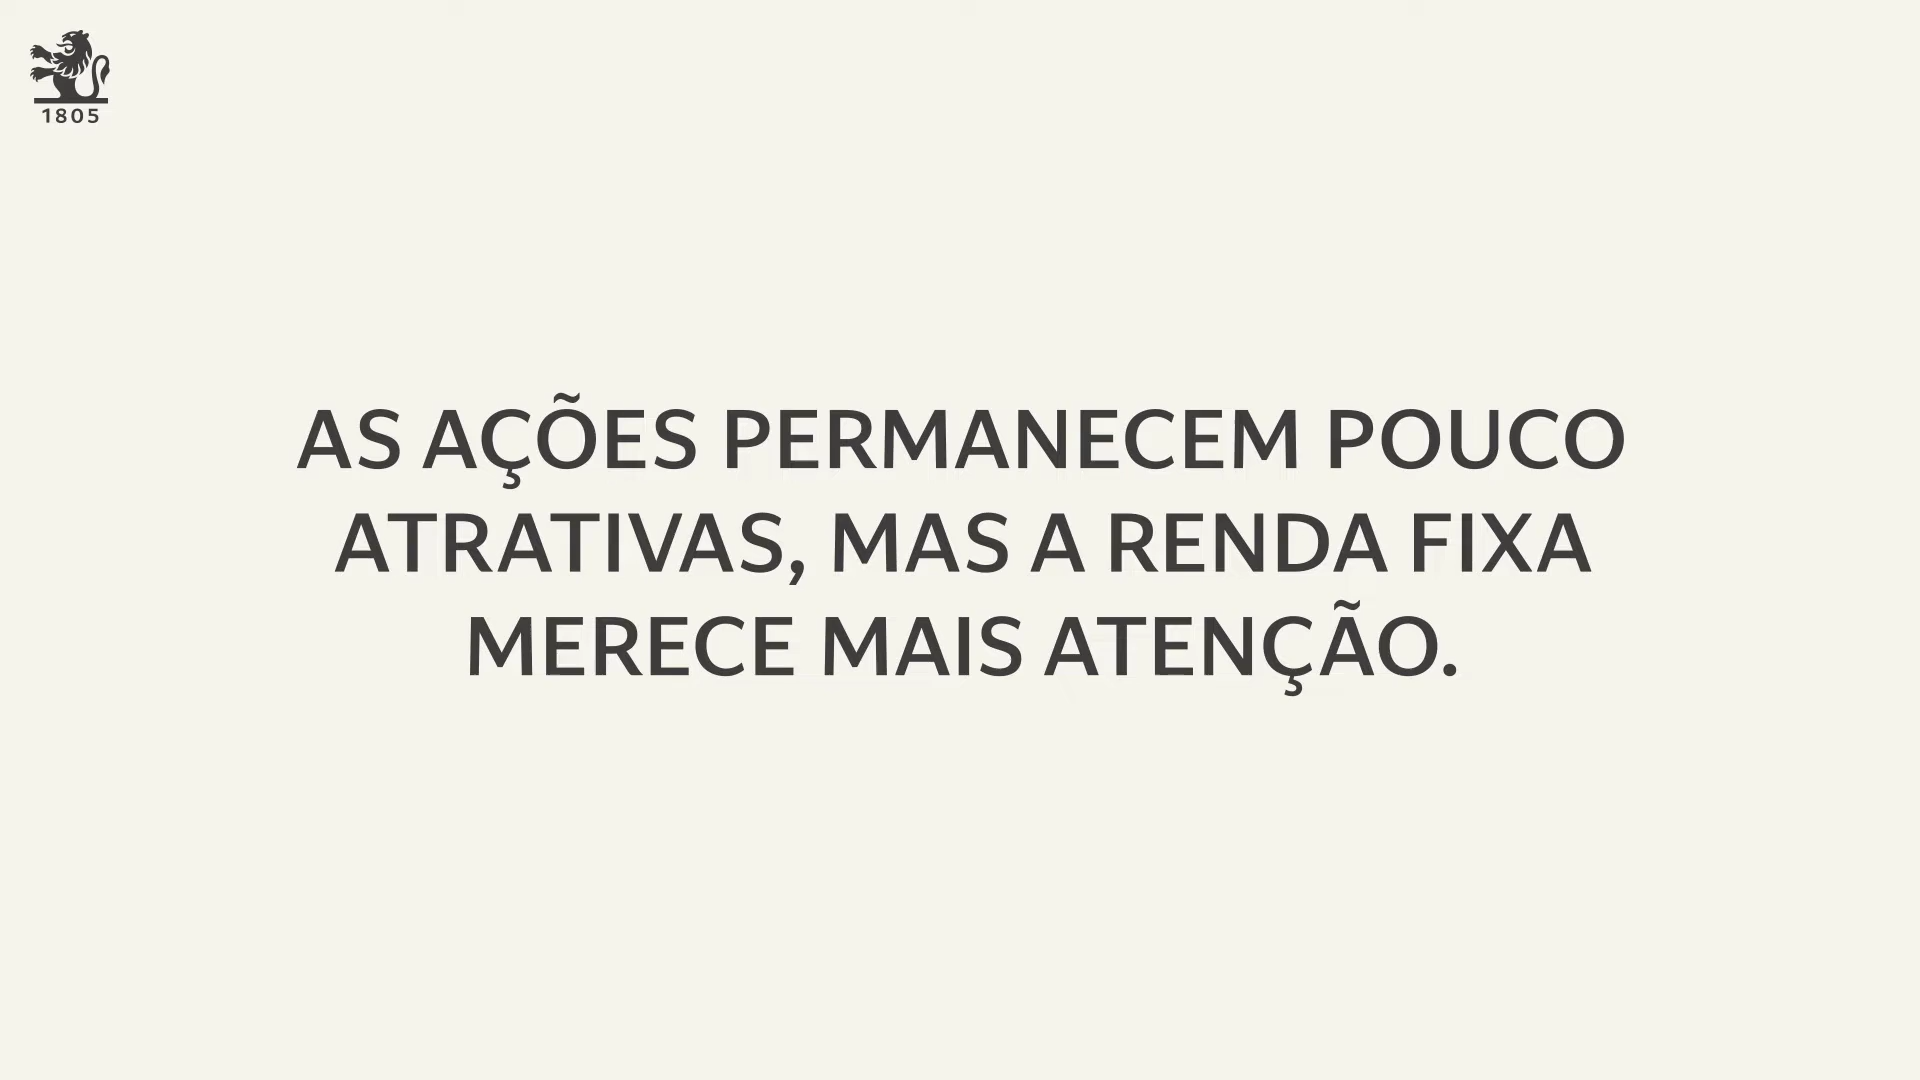 1805
AS AÇÕES PERMANECEM POUCO
ATRATIVAS, MAS A RENDA FIXA
MERECE MAIS ATENÇÃO.